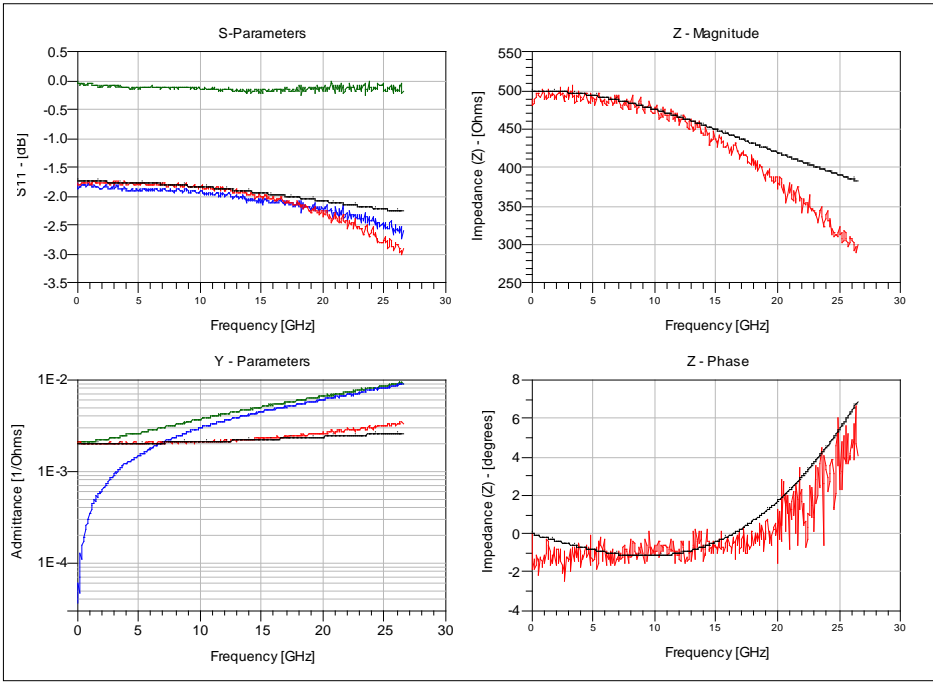 S-Parameters
0.5
0.0
-0.5
-1.0
-1.5
-2.0
-2.5
-3.0
-3.5
S11 - [dB]
0 5 10 15 20 25 30
Frequency [GHz]
Z - Magnitude
550
500
450
400
350
300
250
Impedance (Z) - [Ohms]
0 5 10 15 20 25 30
Frequency [GHz]
Y - Parameters
1E-2
1E-3
1E-4
Admittance [1/Ohms]
0 5 10 15 20 25 30
Frequency [GHz]
Z - Phase
8
6
4
2
0
-2
-4
Impedance (Z) - [degrees]
0 5 10 15 20 25 30
Frequency [GHz]